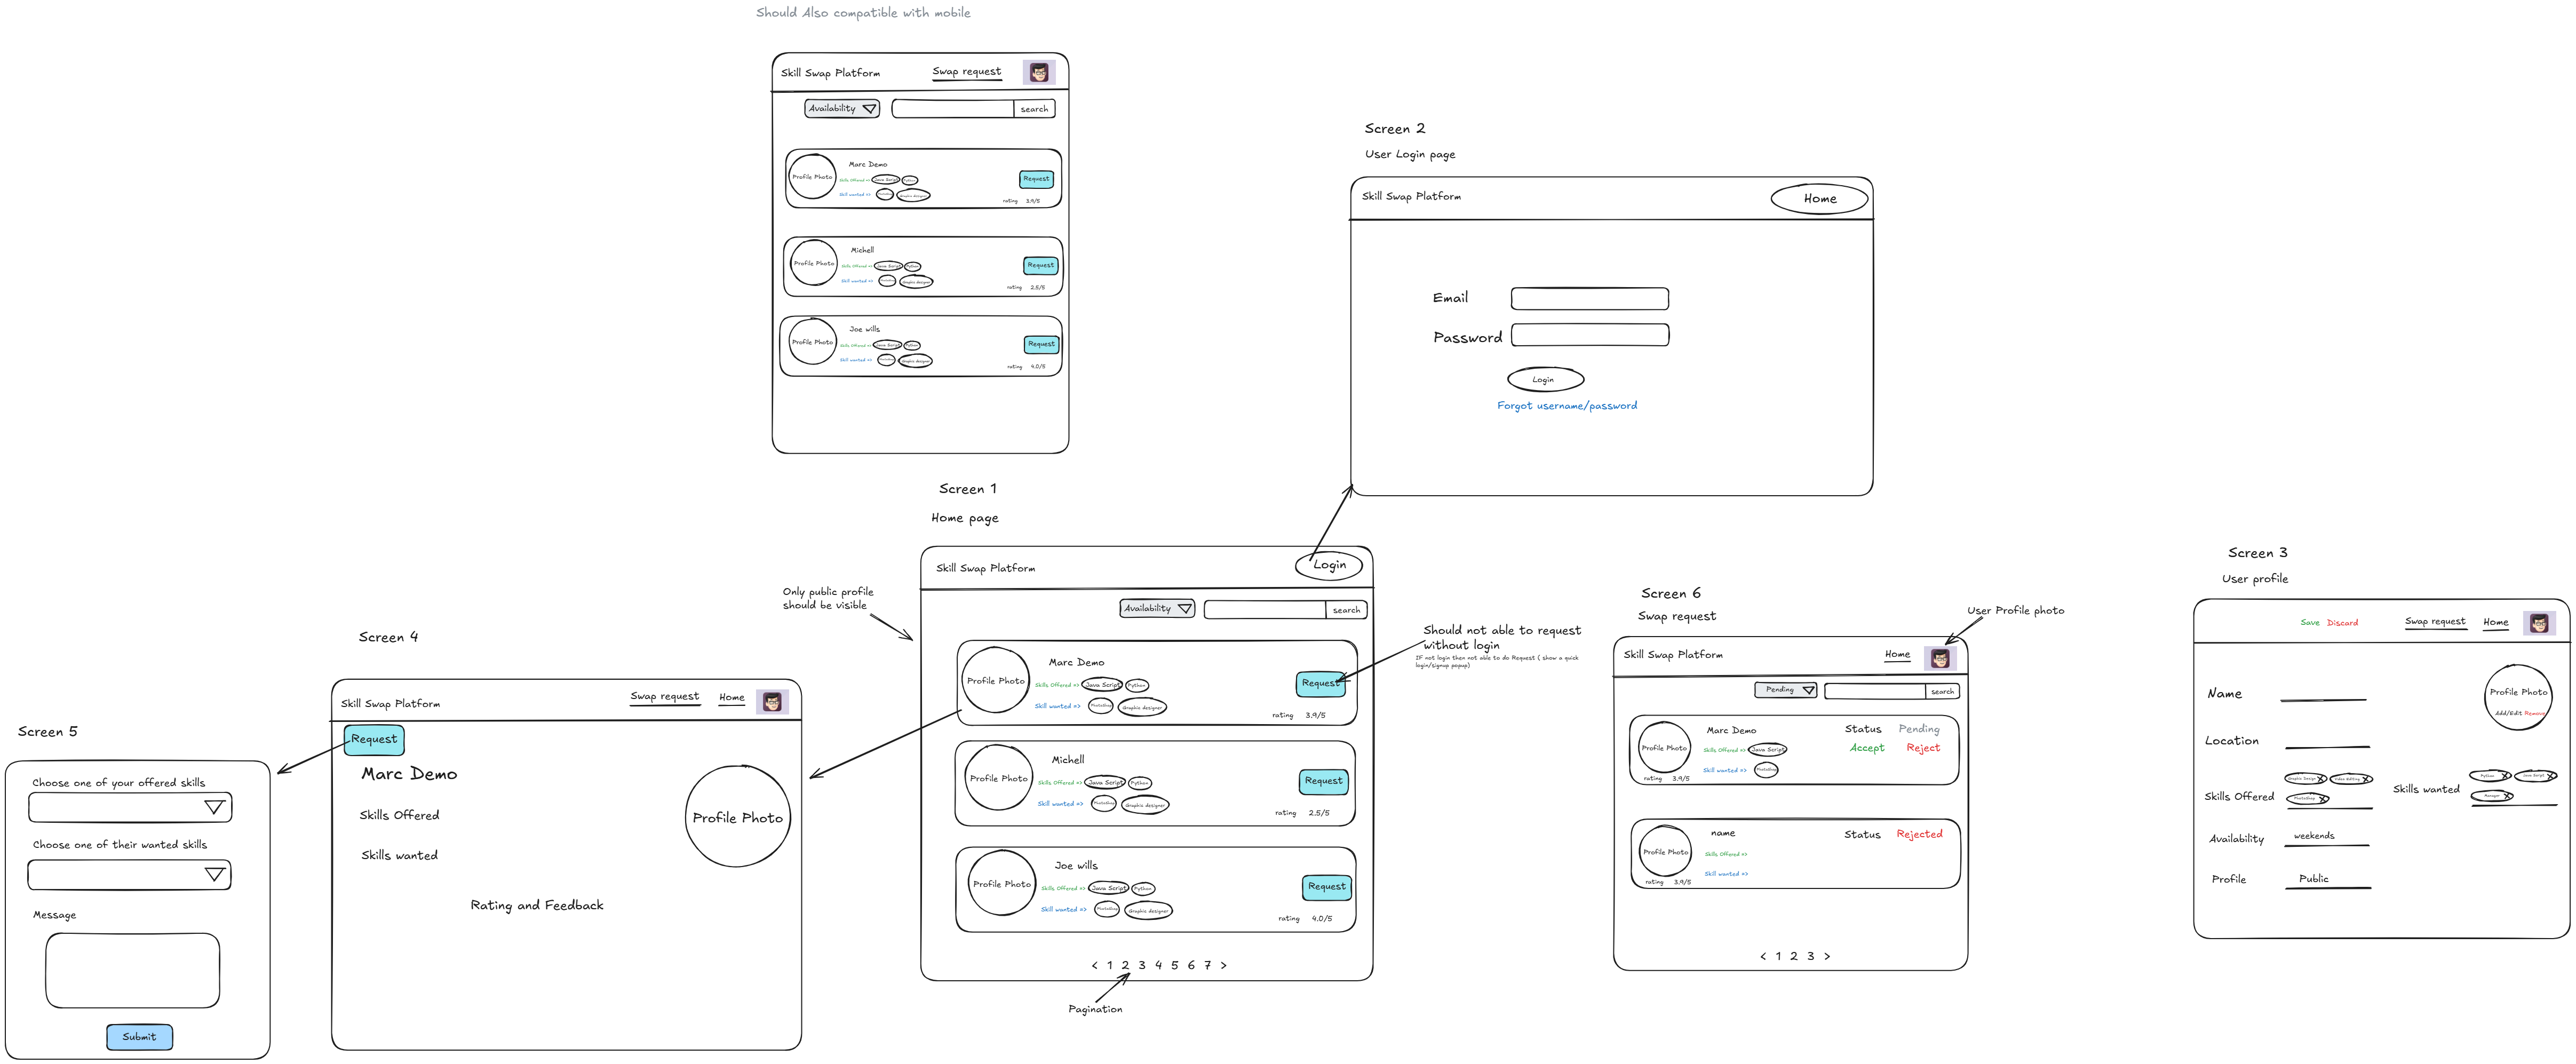 Should Also compatible with mobile
Skill Swap Platform
Swap request
Availability
search
Marc Demo
Profile Photo
Skills Offered =>
Java Script
Python
Request
Skill wanted =>
Graphic designer
rating 3.9/5
Michell
Profile Photo
Skills Offered =>
Java Script
Python
Request
Skill wanted =>
Graphic designer
rating 2.5/5
Joe wills
Profile Photo
Skills Offered =>
Java Script
Python
Request
Skill wanted =>
Graphic designer
rating 4.0/5
Screen 2
User Login page
Skill Swap Platform
Home
Email
Password
Login
Forgot username/password
Screen 1
Home page
Skill Swap Platform
Login
Only public profile
should be visible
Availability
search
Should not able to request
without login
IF not login then not able to do Request ( show a quick
login/signup popup)
Marc Demo
Profile Photo
Skills Offered =>
Java Script
Python
Request
Skill wanted =>
PhotoShop
Graphic designer
rating 3.9/5
Michell
Profile Photo
Skills Offered =>
Java Script
Python
Request
Skill wanted =>
PhotoShop
Graphic designer
rating 2.5/5
Joe wills
Profile Photo
Skills Offered =>
Java Script
Python
Request
Skill wanted =>
PhotoShop
Graphic designer
rating 4.0/5
< 1 2 3 4 5 6 7 >
Pagination
Screen 6
Swap request
User Profile photo
Skill Swap Platform
Home
Pending
search
Marc Demo
Status Pending
Profile Photo
Skills Offered =>
Java Script
Accept
Reject
Skill wanted =>
PhotoShop
rating 3.9/5
name
Status Rejected
Profile Photo
Skills Offered =>
Skill wanted =>
rating 3.9/5
< 1 2 3 >
Screen 3
User profile
Save Discard
Swap request
Home
Name
Profile Photo
Add/Edit Remove
Location
Skills Offered
Graphic Design
Video Editing
PhotoShop
Skills wanted
Python
Java Script
Manager
Availability
weekends
Profile
Public
Screen 4
Skill Swap Platform
Swap request
Home
Request
Marc Demo
Skills Offered
Profile Photo
Skills wanted
Rating and Feedback
Screen 5
Choose one of your offered skills
Choose one of their wanted skills
Message
Submit